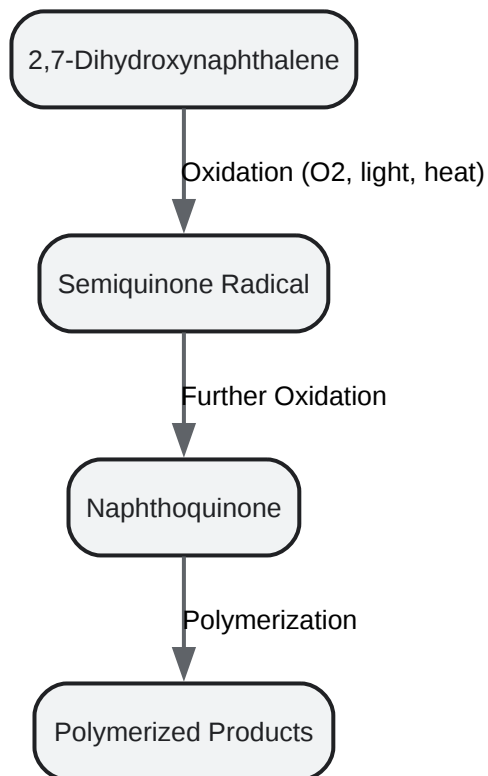 2,7-Dihydroxynaphthalene
Oxidation (O2, light, heat)
Semiquinone Radical
Further Oxidation
Naphthoquinone
Polymerization
Polymerized Products